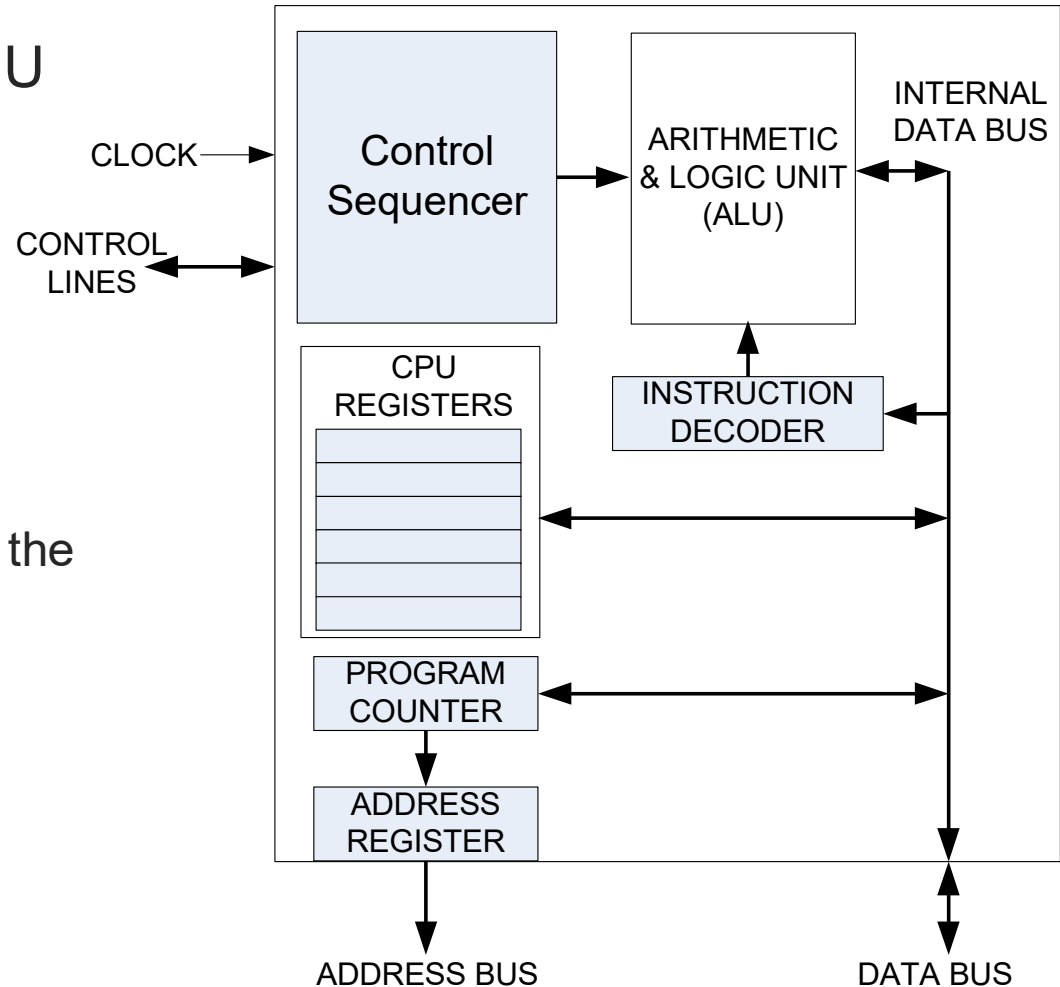 U
CLOCK
CONTROL
LINES
Control
Sequencer
ARITHMETIC
& LOGIC UNIT
(ALU)
INTERNAL
DATA BUS
CPU
REGISTERS
INSTRUCTION
DECODER
the
PROGRAM
COUNTER
ADDRESS
REGISTER
ADDRESS BUS
DATA BUS